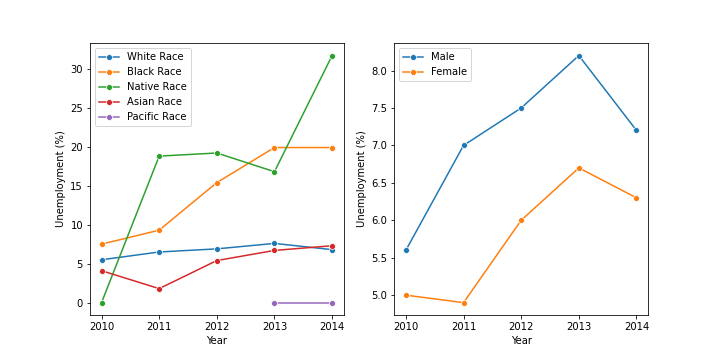 White Race
Black Race
Native Race
Asian Race
Pacific Race
30
25
20
15
10
5
0
Unemployment (%)
2010 2011 2012 2013 2014
Year
Male
Female
8.0
7.5
7.0
6.5
6.0
5.5
5.0
Unemployment (%)
2010 2011 2012 2013 2014
Year